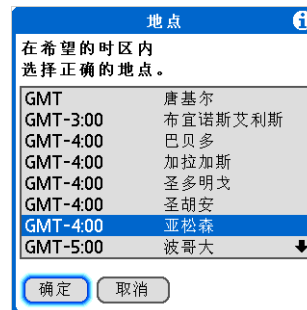 地点
在希望的时区内
选择正确的地点。
GMT 唐基尔
GMT-3:00 布宜诺斯艾利斯
GMT-4:00 巴贝多
GMT-4:00 加拉加斯
GMT-4:00 圣多明戈
GMT-4:00 圣胡安
GMT-4:00 亚松森
GMT-5:00 波哥大
确定 取消